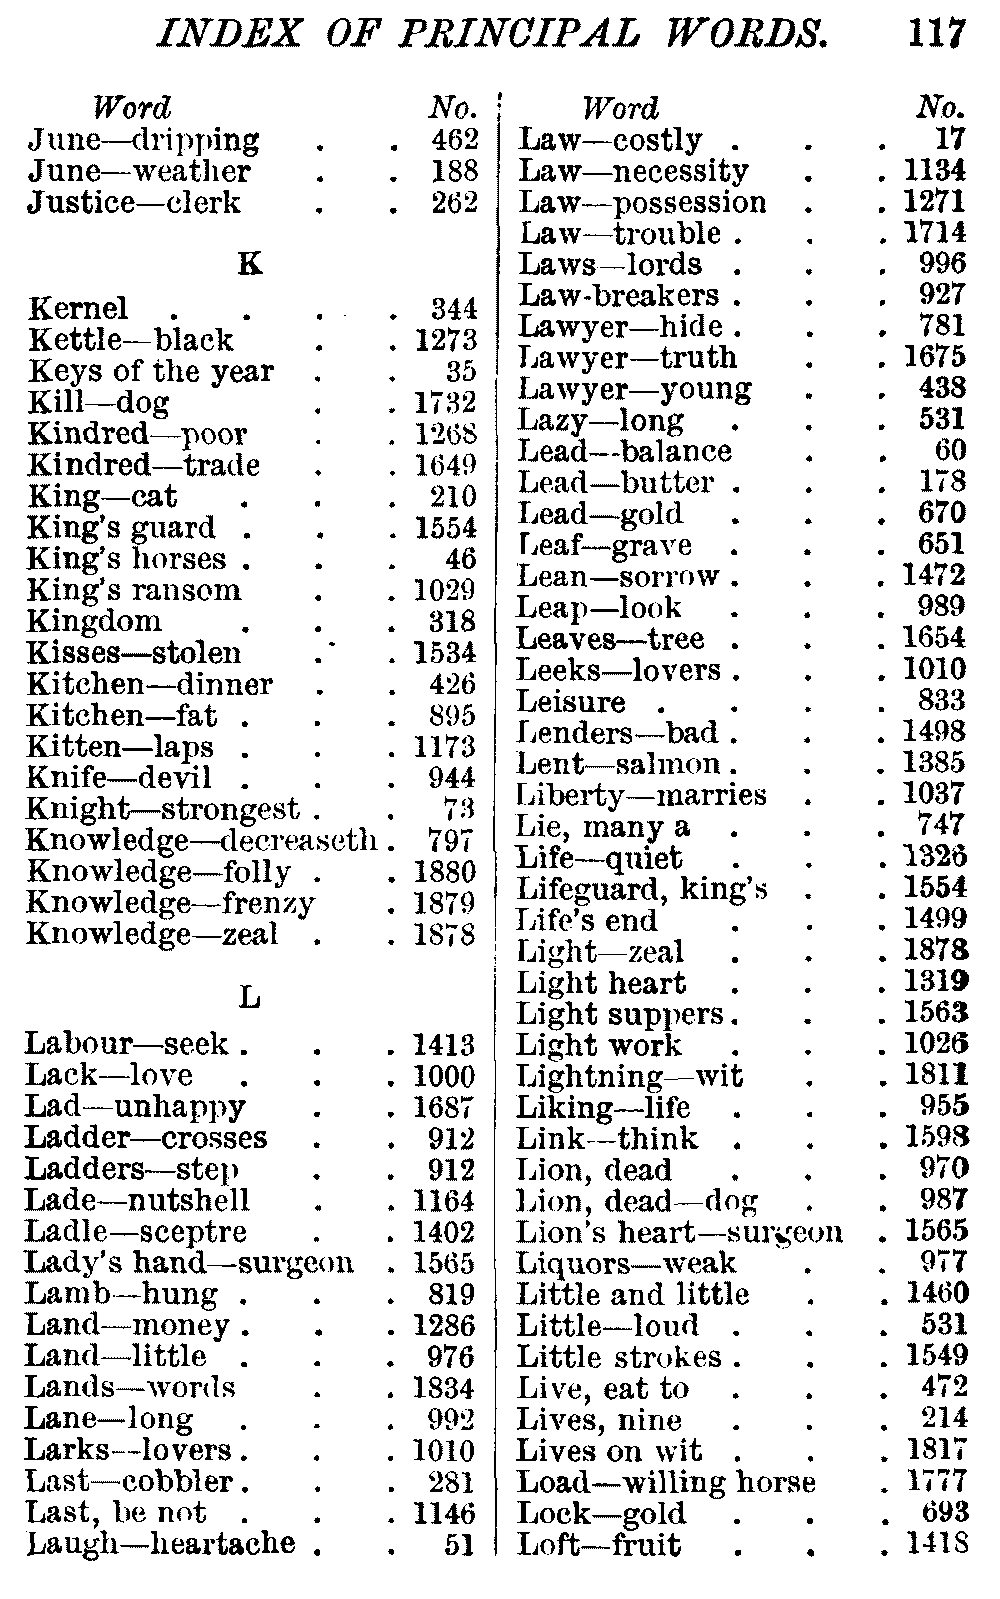 INDEX OF PRINCIPAL WORDS. 117
Word No.
June—dripping . . 462
June—weather . . 188
Justice—clerk . . 262
K
Kernel . . . . 344
Kettle—black . . 1273
Keys of the year . . 35
Kill—dog . . 1732
Kindred—poor . . 1268
Kindred—trade . . 1649
King—cat . . . 210
King's guard . . . 1554
King's horses . . . 46
King's ransom . . 1029
Kingdom . . . 318
Kisses—stolen . . 1534
Kitchen—dinner . . 426
Kitchen—fat . . . 895
Kitten—laps . . . 1173
Knife—devil . . . 944
Knight—strongest . . 73
Knowledge—decreaseth . 797
Knowledge—folly . . 1880
Knowledge—frenzy . 1879
Knowledge—zeal . . 1878
L
Labour—seek . . . 1413
Lack—love . . . 1000
Lad—unhappy . . 1687
Ladder—crosses . . 912
Ladders—step . . 912
Lade—nutshell . . 1164
Ladle—sceptre . . 1402
Lady's hand—surgeon . 1565
Lamb—hung . . . 819
Land—money . . . 1286
Land—little . . . 976
Lands—words . . 1834
Lane—long . . . 992
Larks—lovers . . . 1010
Last—cobbler . . . 281
Last, be not . . . 1146
Laugh—heartache . . 51
Word No.
Law—costly . . . 17
Law—necessity . . 1134
Law—possession . . 1271
Law—trouble . . . 1714
Laws—lords . . . 996
Law-breakers . . . 927
Lawyer—hide . . . 781
Lawyer—truth . . 1675
Lawyer—young . . 438
Lazy—long . . . 531
Lead—balance . . 60
Lead—butter . . . 178
Lead—gold . . . 670
Leaf—grave . . . 651
Lean—sorrow . . . 1472
Leap—look . . . 989
Leaves—tree . . . 1654
Leeks—lovers . . . 1010
Leisure . . . . 833
Lenders—bad . . . 1498
Lent—salmon . . . 1385
Liberty—marries . . 1037
Lie, many a . . . 747
Life—quiet . . . 1326
Lifeguard, king's . . 1554
Life's end . . . 1499
Light—zeal . . . 1878
Light heart . . . 1319
Light suppers . . . 1563
Light work . . . 1026
Lightning—wit . . 1811
Liking—life . . . 955
Link—think . . . 1598
Lion, dead . . . 970
Lion, dead—dog . . 987
Lion's heart—surgeon . 1565
Liquors—weak . . 977
Little and little . . 1460
Little—loud . . . 531
Little strokes . . . 1549
Live, eat to . . . 472
Lives, nine . . . 214
Lives on wit . . . 1817
Load—willing horse . 1777
Lock—gold . . . 693
Loft—fruit . . . 1418